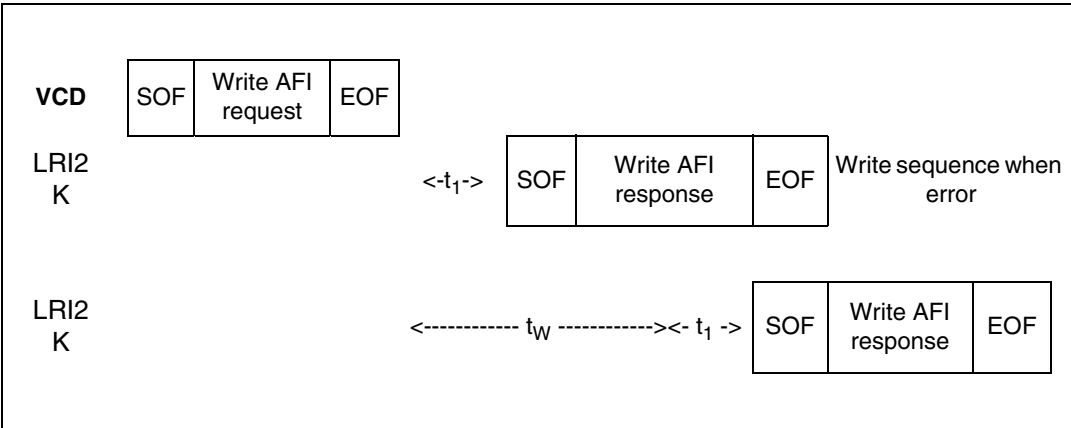 VCD SOF Write AFI request EOF
LRI2 K <-t1-> SOF Write AFI response EOF Write sequence when error
LRI2 K <------------ tW ------------><- t1 -> SOF Write AFI response EOF